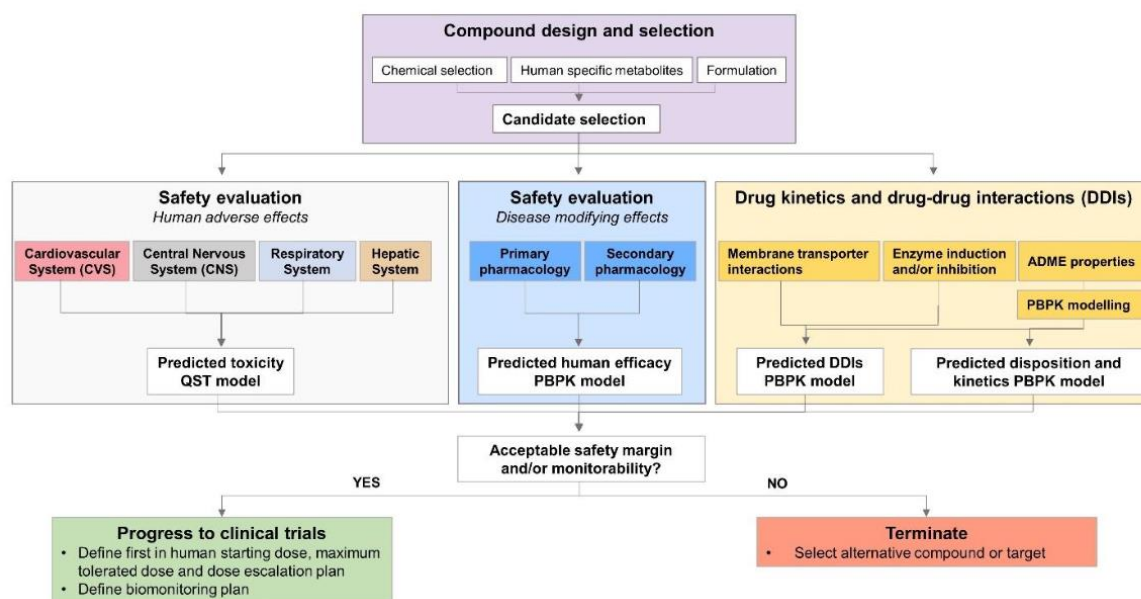 Compound design and selection
Chemical selection
Human specific metabolites
Formulation
Candidate selection
Safety evaluation
Human adverse effects
Cardiovascular
System (CVS)
Central Nervous
System (CNS)
Respiratory
System
Hepatic
System
Predicted toxicity
QST model
Safety evaluation
Disease modifying effects
Primary
pharmacology
Secondary
pharmacology
Predicted human efficacy
PBPK model
Drug kinetics and drug-drug interactions (DDIs)
Membrane transporter
interactions
Enzyme induction
and/or inhibition
ADME properties
PBPK modelling
Predicted DDIs
PBPK model
Predicted disposition and
kinetics PBPK model
Acceptable safety margin
and/or monitorability?
YES
NO
Progress to clinical trials
• Define first in human starting dose, maximum
tolerated dose and dose escalation plan
• Define biomonitoring plan
Terminate
• Select alternative compound or target